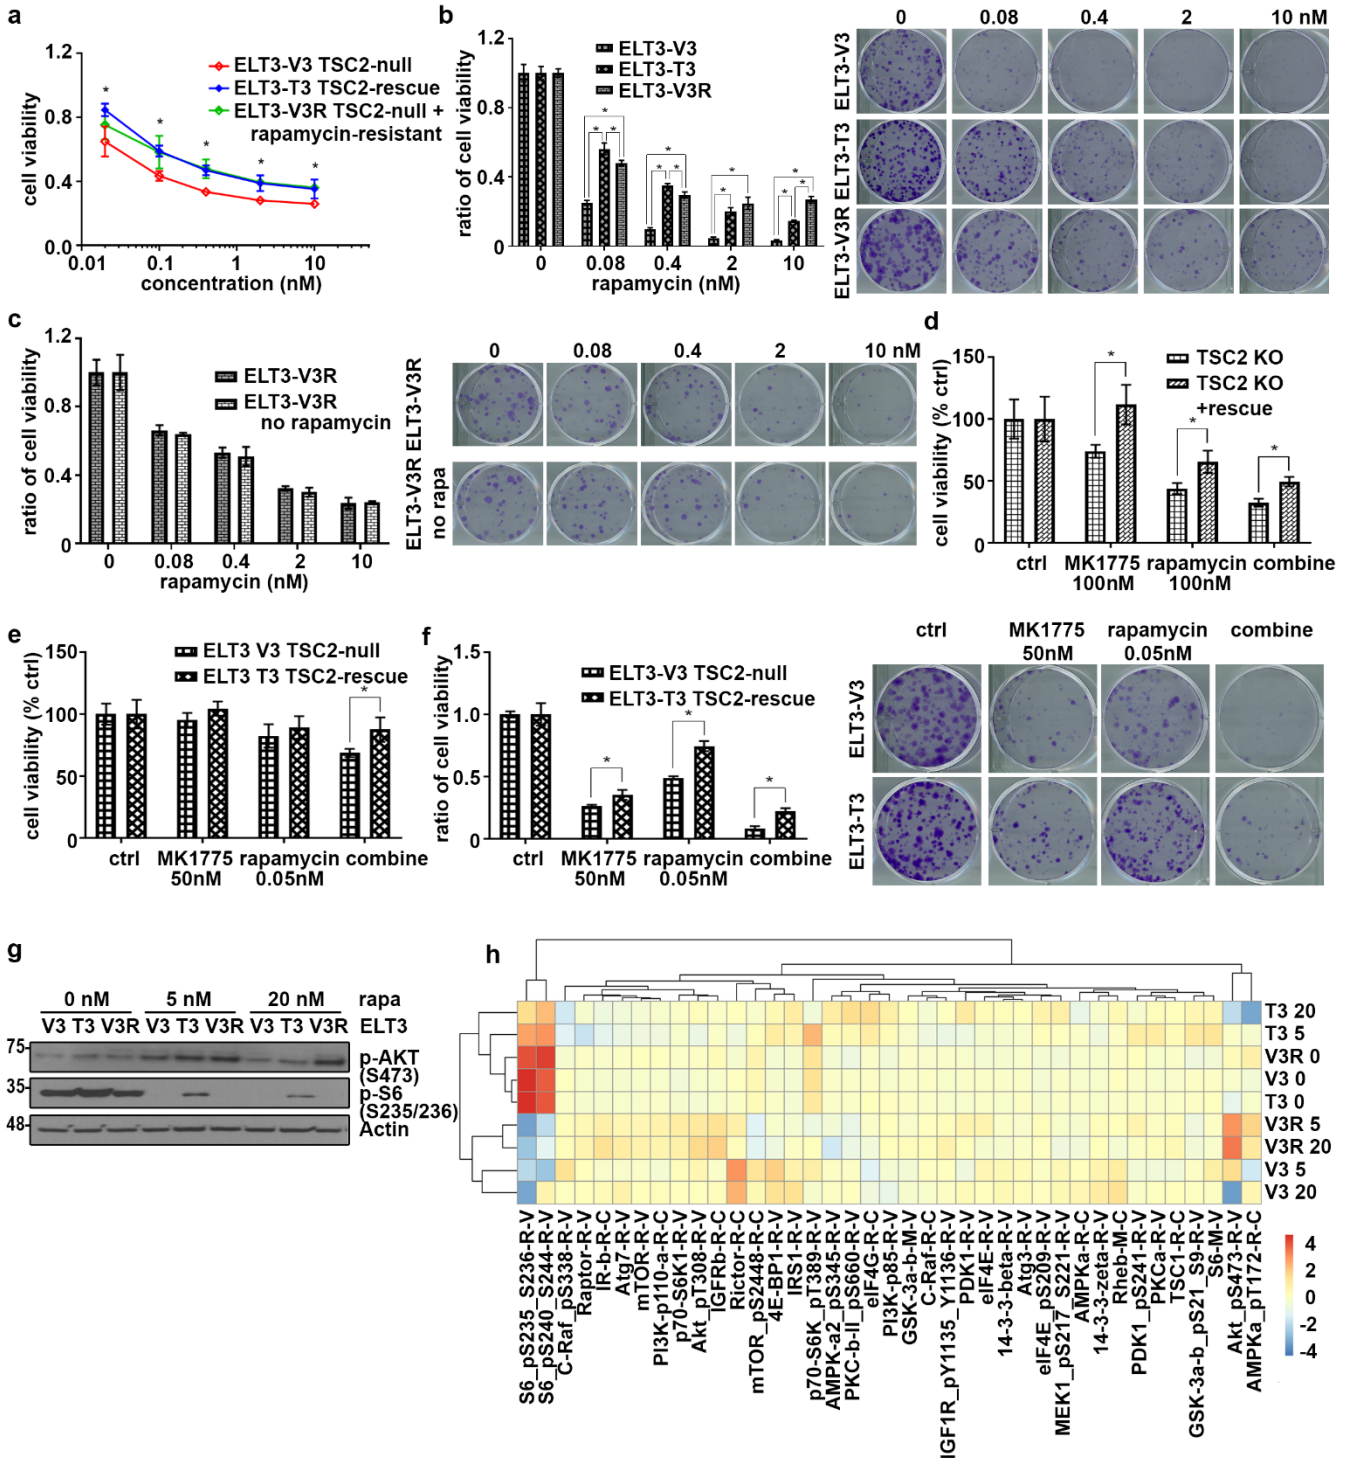 a
1.2
0.8
0.4
0.0
0.01
0.1
1
10
cell viability
concentration (nM)
ELT3-V3 TSC2-null
ELT3-T3 TSC2-rescue
ELT3-V3R TSC2-null +
rapamycin-resistant
* * * * *
b
1.2
0.8
0.4
0
ratio of cell viability
ELT3-V3
ELT3-T3
ELT3-V3R
* * * * * * * * * * *
0 0.08 0.4 2 10
rapamycin (nM)
0 0.08 0.4 2 10 nM
ELT3-V3
ELT3-T3
ELT3-V3R
c
1.2
0.8
0.4
0
ratio of cell viability
ELT3-V3R
ELT3-V3R
no rapamycin
0 0.08 0.4 2 10
rapamycin (nM)
0 0.08 0.4 2 10 nM
ELT3-V3R
ELT3-V3R
no rapa
d
150
100
50
0
cell viability (% ctrl)
TSC2 KO
TSC2 KO
+rescue
* * *
ctrl MK1775 rapamycin combine
100nM 100nM
e
150
100
50
0
cell viability (% ctrl)
ELT3 V3 TSC2-null
ELT3 T3 TSC2-rescue
*
ctrl MK1775 rapamycin combine
50nM 0.05nM
f
1.5
1.0
0.5
0
ratio of cell viability
ELT3-V3 TSC2-null
ELT3-T3 TSC2-rescue
* * *
ctrl MK1775 rapamycin combine
50nM 0.05nM
ctrl MK1775 rapamycin combine
50nM 0.05nM
ELT3-V3
ELT3-T3
g
0 nM 5 nM 20 nM rapa
V3 T3 V3R V3 T3 V3R V3 T3 V3R ELT3
75
p-AKT
(S473)
35
p-S6
(S235/236)
48
Actin
h
T3 20
T3 5
V3R 0
V3 0
T3 0
V3R 5
V3R 20
V3 5
V3 20
S6_pS235_S236-R-V
S6_pS240_S244-R-V
C-Raf_pS338-R-V
Raptor-R-V
IR-b-R-C
Atg7-R-V
mTOR-R-V
PI3K-p110-a-R-C
p70-S6K1-R-V
Akt_pT308-R-V
IGFRb-R-C
Rictor-R-C
mTOR_pS2448-R-C
4E-BP1-R-V
IRS1-R-V
p70-S6K_pT389-R-V
AMPK-a2_pS345-R-V
PKC-b-II_pS660-R-V
eIF4G-R-C
PI3K-p85-R-V
GSK-3a-b-M-V
C-Raf-R-C
IGF1R_pY1135_Y1136-R-V
PDK1-R-V
eIF4E-R-V
14-3-3-beta-R-V
Atg3-R-V
eIF4E_pS209-R-V
MEK1_pS217_S221-R-V
AMPKa-R-C
14-3-3-zeta-R-V
Rheb-M-C
PDK1_pS241-R-V
PKCa-R-V
TSC1-R-C
GSK-3a-b_pS21_S9-R-V
S6-M-V
Akt_pS473-R-V
AMPKa_pT172-R-C
4
2
0
-2
-4